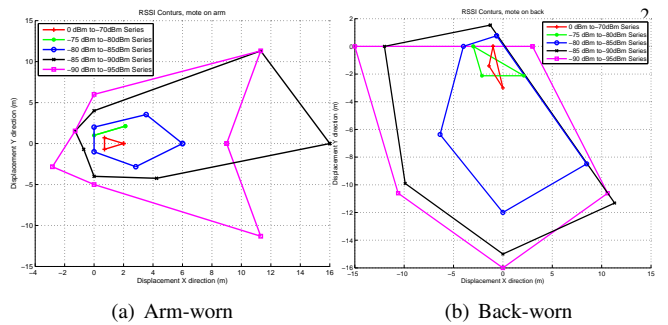 2
RSSI Conturs, mote on arm
0 dBm to−70dBm Series
−75 dBm to−80dBm Series
−80 dBm to−85dBm Series
−85 dBm to−90dBm Series
−90 dBm to−95dBm Series
Displacement Y direction (m)
15
10
5
0
−5
−10
−15
−4
−2
0
2
4
6
8
10
12
14
16
Displacement X direction (m)
(a) Arm-worn
RSSI Conturs, mote on back
0 dBm to−70dBm Series
−75 dBm to−80dBm Series
−80 dBm to−85dBm Series
−85 dBm to−90dBm Series
−90 dBm to−95dBm Series
Displacement Y direction (m)
2
0
−2
−4
−6
−8
−10
−12
−14
−16
−15
−10
−5
0
5
10
15
Displacement X direction (m)
(b) Back-worn